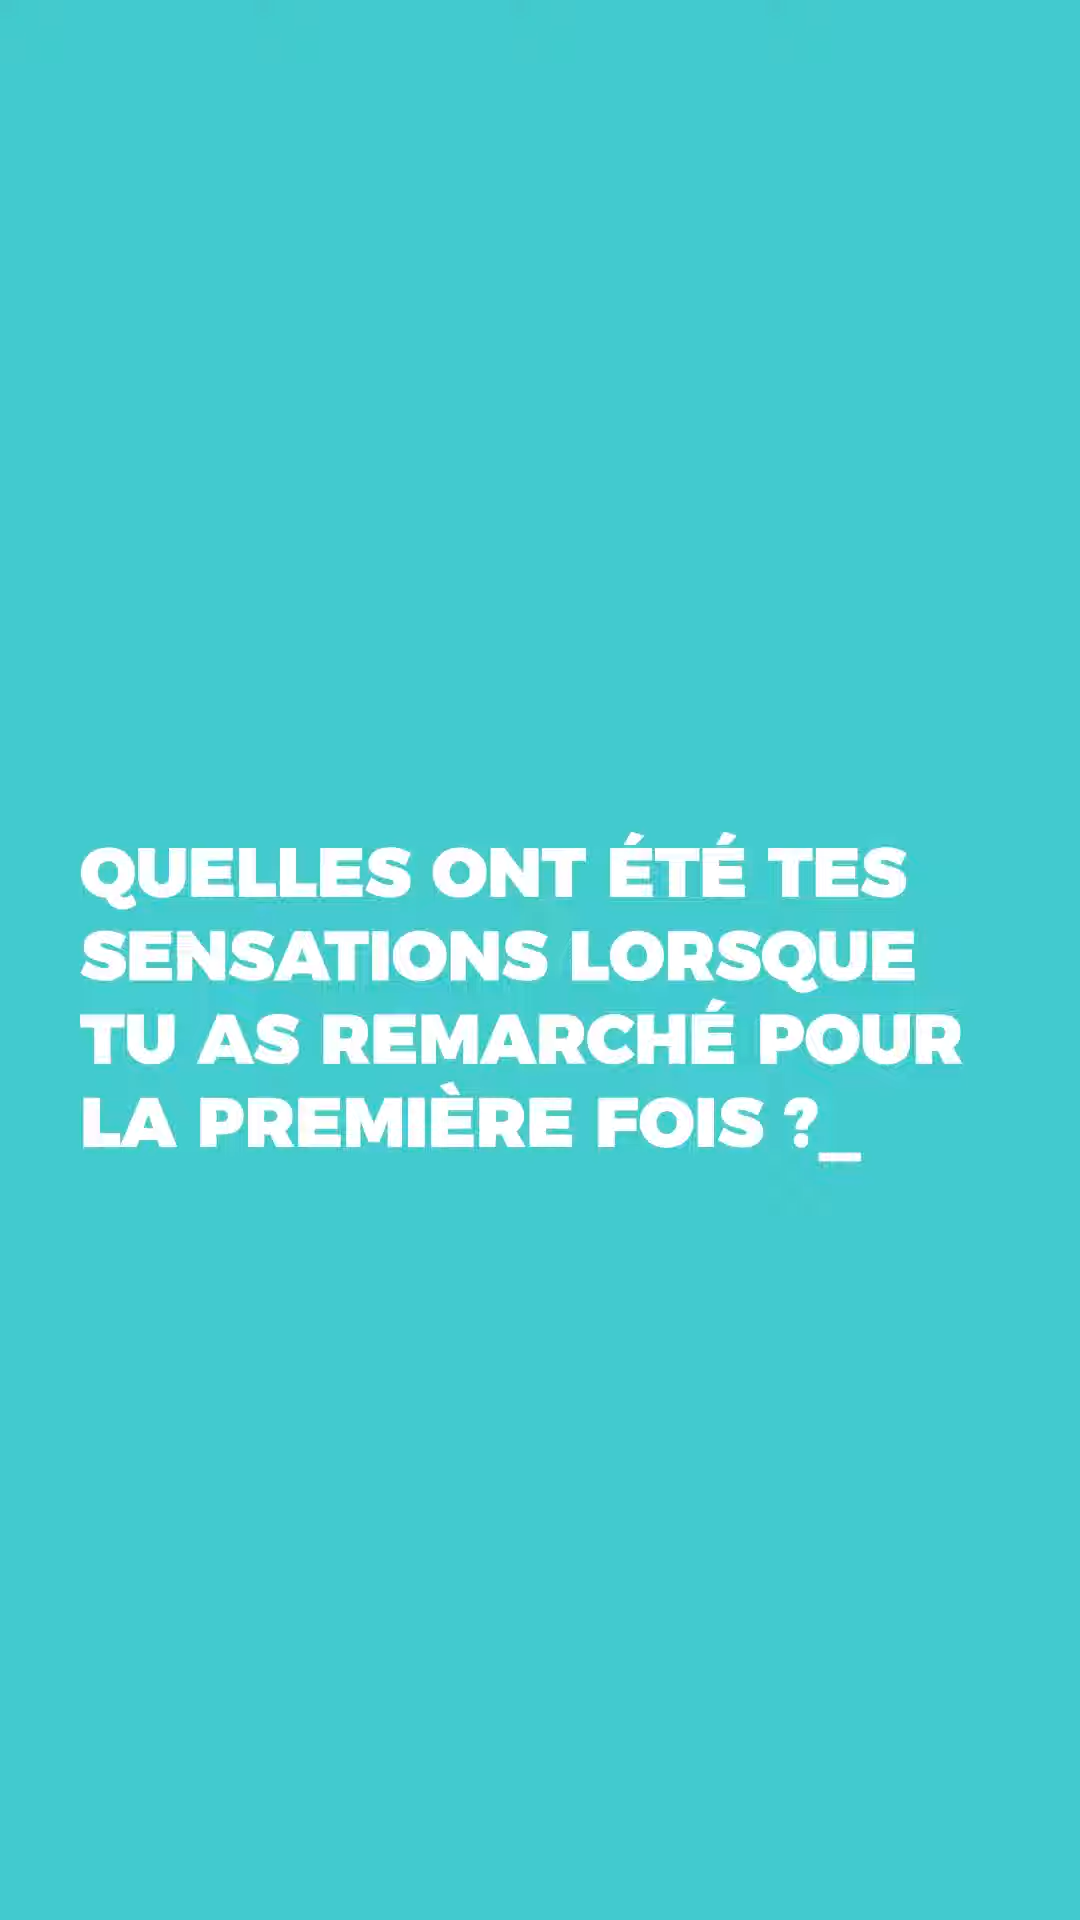 QUELLES ONT ÉTÉ TES
SENSATIONS LORSQUE
TU AS REMARCHÉ POUR
LA PREMIÈRE FOIS ?_